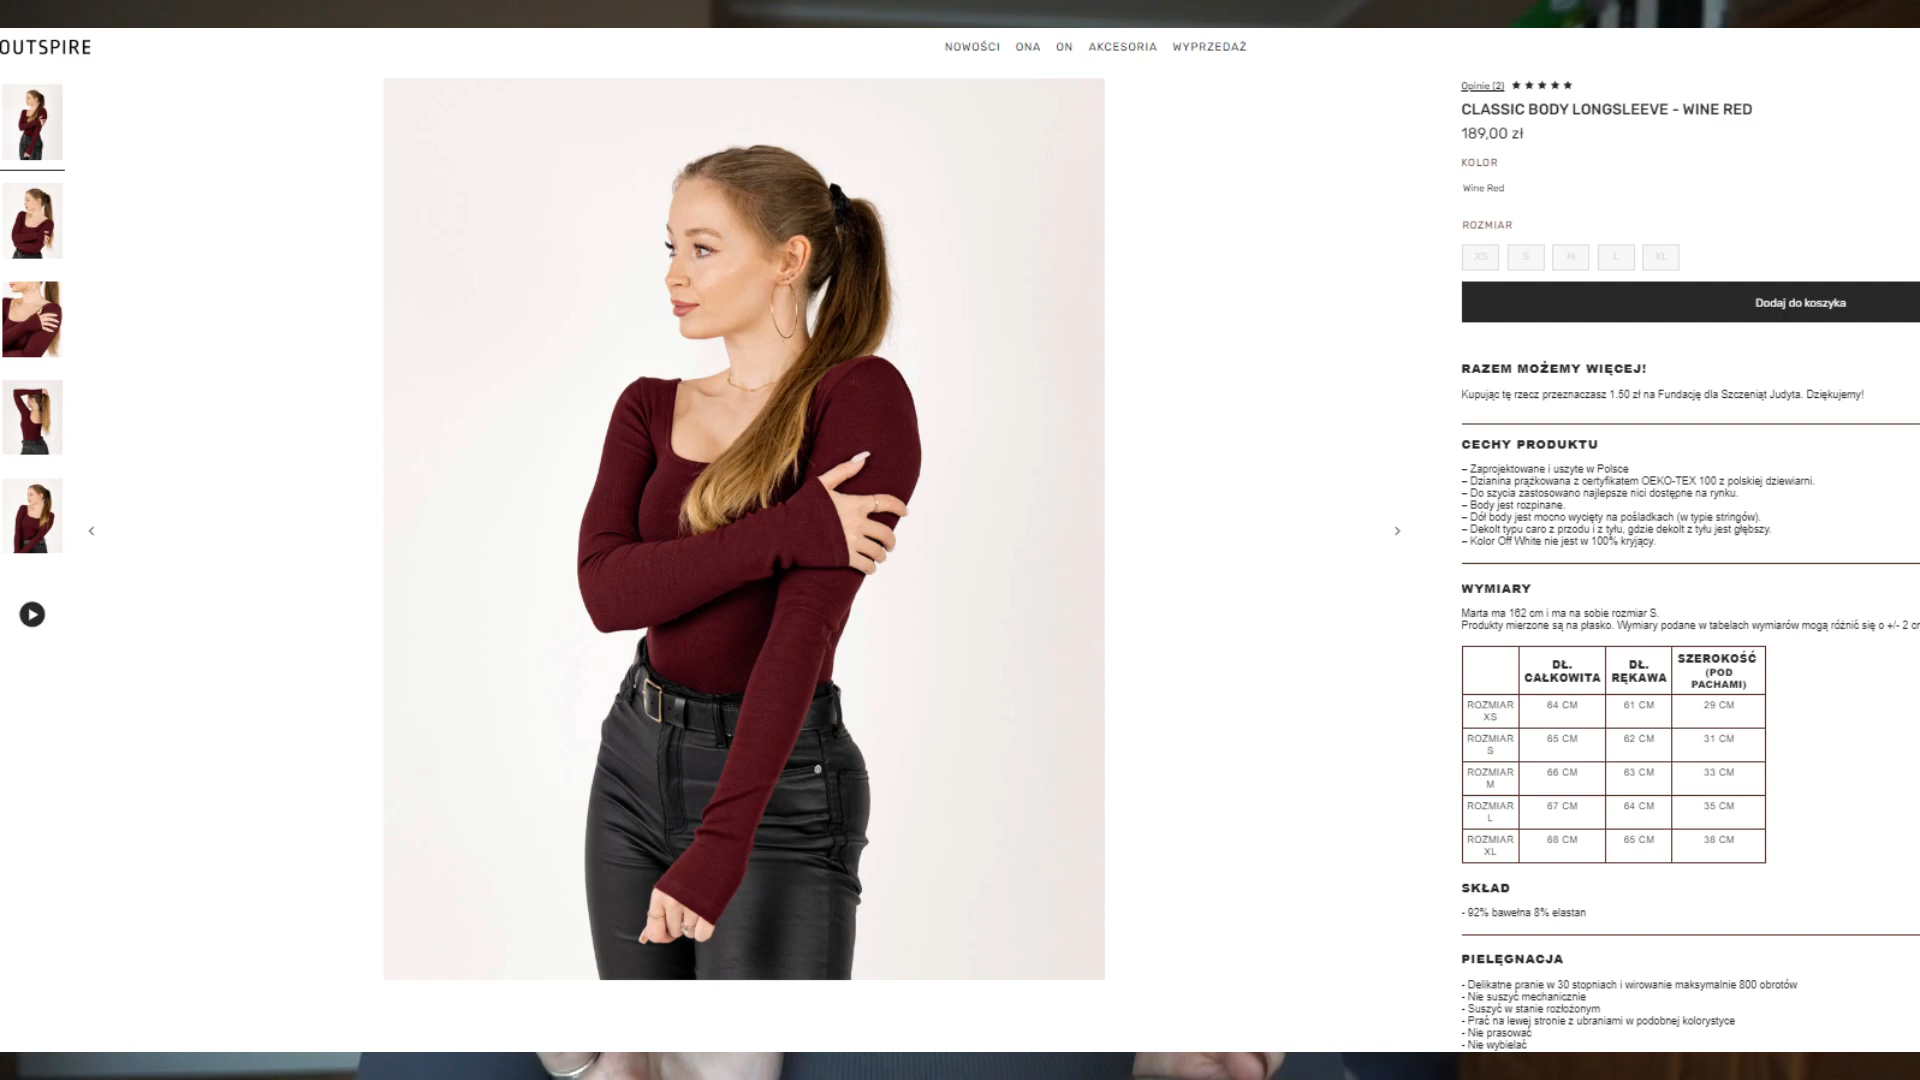 OUTSPIRE
NOWOŚCI ONA ON AKCESORIA WYPRZEDAŻ
Opinie (2) ★★★★★
CLASSIC BODY LONGSLEEVE - WINE RED
189,00 zł
KOLOR
Wine Red
ROZMIAR
XS S M L XL
Dodaj do koszyka
RAZEM MOŻEMY WIĘCEJ!
Kupując tę rzecz przeznaczasz 1.50 zł na Fundację dla Szczeniąt Judyta. Dziękujemy!
CECHY PRODUKTU
– Zaprojektowane i uszyte w Polsce
– Dzianina prążkowana z certyfikatem OEKO-TEX 100 z polskiej dziewiarni.
– Do szycia zastosowano najlepsze nici dostępne na rynku.
– Body jest rozpinane.
– Dół body jest mocno wycięty na pośladkach (w typie stringów).
– Dekolt typu caro z przodu i z tyłu, gdzie dekolt z tyłu jest głębszy.
– Kolor Off White nie jest w 100% kryjący.
WYMIARY
Marta ma 162 cm i ma na sobie rozmiar S.
Produkty mierzone są na płasko. Wymiary podane w tabelach wymiarów mogą różnić się o +/- 2 cm
DŁ. CAŁKOWITA DŁ. RĘKAWA SZEROKOŚĆ (POD PACHAMI)
ROZMIAR XS 64 CM 61 CM 29 CM
ROZMIAR S 65 CM 62 CM 31 CM
ROZMIAR M 66 CM 63 CM 33 CM
ROZMIAR L 67 CM 64 CM 35 CM
ROZMIAR XL 68 CM 65 CM 38 CM
SKŁAD
- 92% bawełna 8% elastan
PIELĘGNACJA
- Delikatne pranie w 30 stopniach i wirowanie maksymalnie 800 obrotów
- Nie suszyć mechanicznie
- Suszyć w stanie rozłożonym
- Prać na lewej stronie z ubraniami w podobnej kolorystyce
- Nie prasować
- Nie wybielać